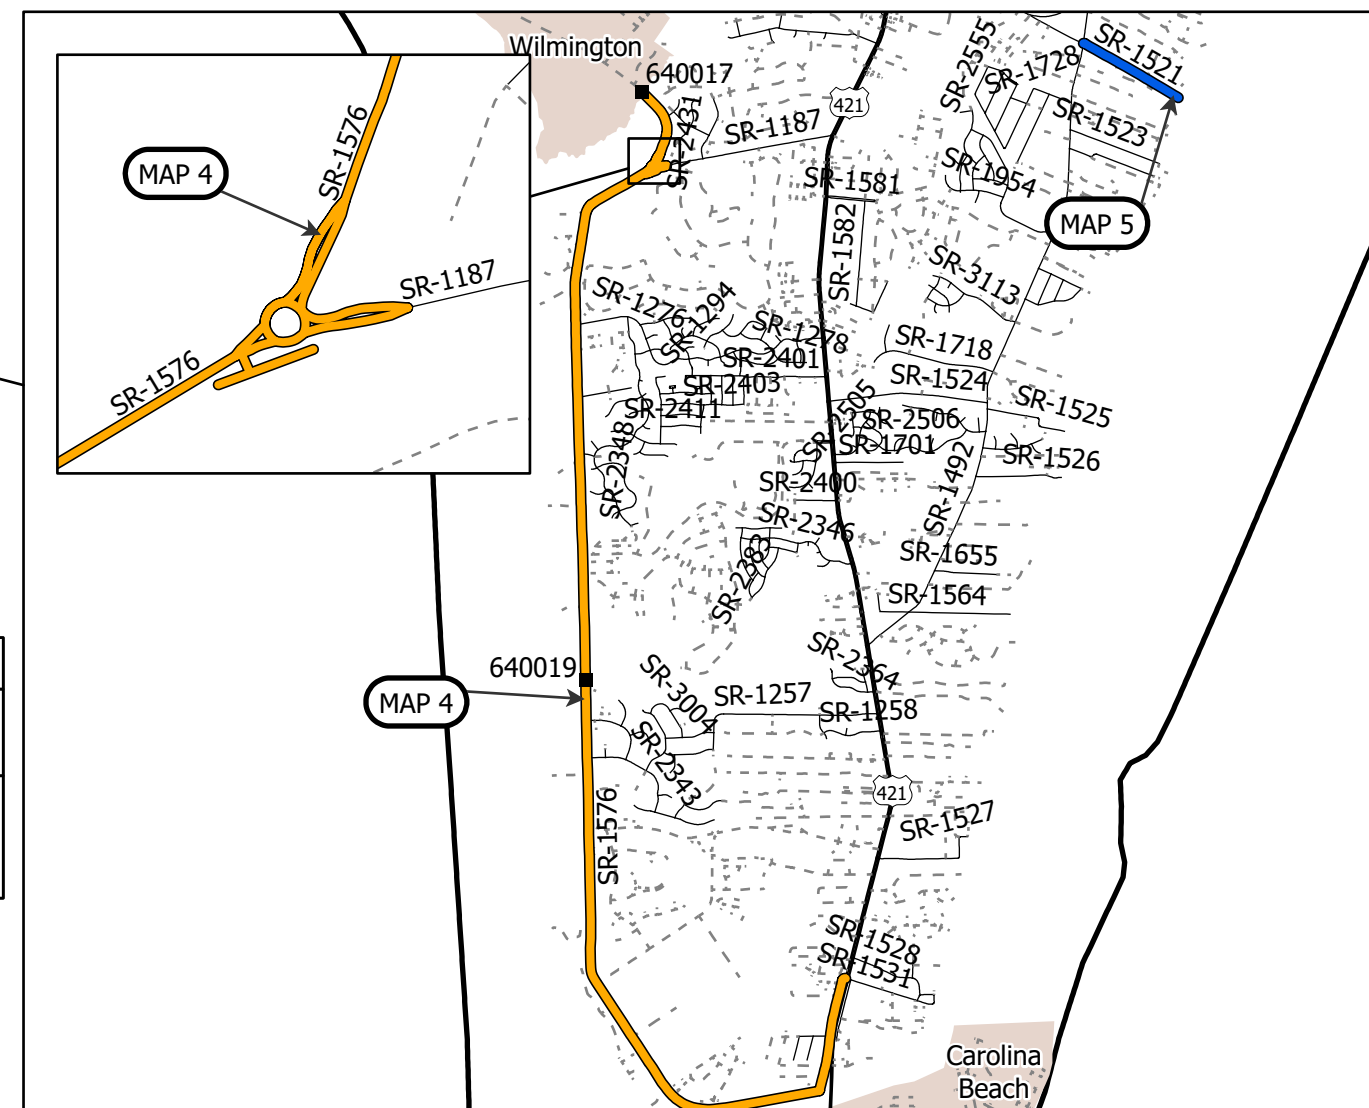 Wilmington
640017
SR-2431
SR-1187
421
SR-2555
SR-1728
SR-1521
SR-1523
SR-1954
MAP 5
SR-1576
MAP 4
SR-1187
SR-1576
SR-1581
SR-1582
SR-3113
SR-1276
SR-1294
SR-1278
SR-2401
SR-2403
SR-2411
SR-2348
SR-1718
SR-1524
SR-1525
SR-2505
SR-2506
SR-1701
SR-1526
SR-1492
SR-2400
SR-2346
SR-2383
SR-1655
SR-1564
640019
MAP 4
SR-3004
SR-2364
SR-1257
SR-1258
SR-2343
421
SR-1576
SR-1527
SR-1528
SR-1531
Carolina
Beach